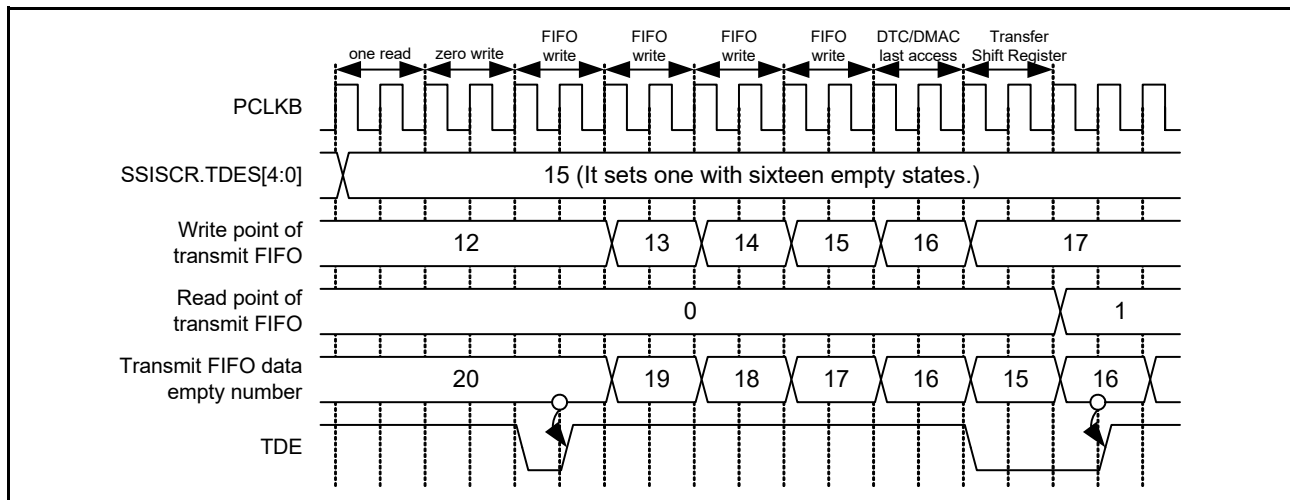 one read
zero write
FIFO
write
FIFO
write
FIFO
write
FIFO
write
DTC/DMAC
last access
Transfer
Shift Register
PCLKB
SSISCR.TDES[4:0]
15 (It sets one with sixteen empty states.)
Write point of
transmit FIFO
12 13 14 15 16 17
Read point of
transmit FIFO
0 1
Transmit FIFO data
empty number
20 19 18 17 16 15 16
TDE